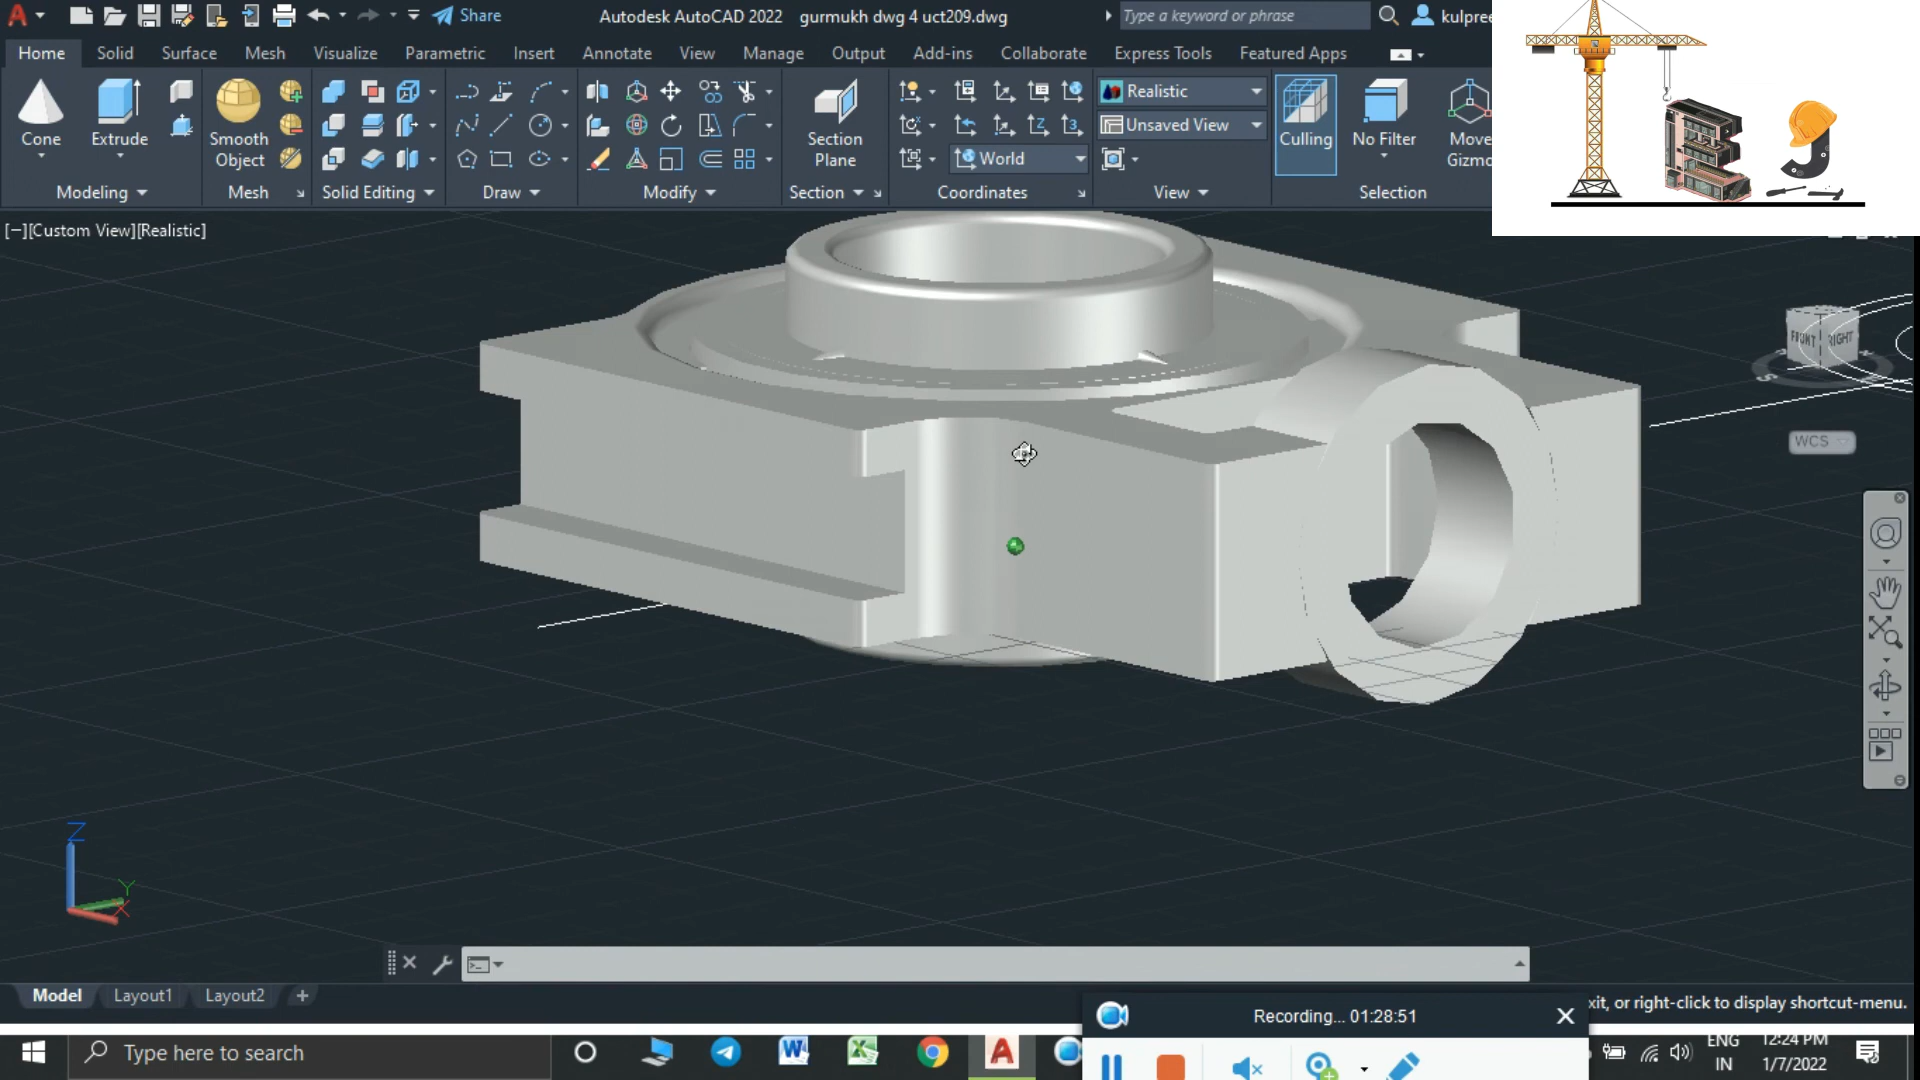 Share
Autodesk AutoCAD 2022 gurmukh dwg 4 uct209.dwg
Type a keyword or phrase
kulpree
Home Solid Surface Mesh Visualize Parametric Insert Annotate View Manage Output Add-ins Collaborate Express Tools Featured Apps
Cone
Extrude
Smooth
Object
Section
Plane
Realistic
Unsaved View
World
Culling
No Filter
Move
Gizmo
Modeling Mesh Solid Editing Draw Modify Section Coordinates View Selection
[−][Custom View][Realistic]
FRONT RIGHT
S
WCS
Z
Y
X
Model Layout1 Layout2 +
xit, or right-click to display shortcut-menu.
Recording... 01:28:51
Type here to search
ENG
IN
12:24 PM
1/7/2022